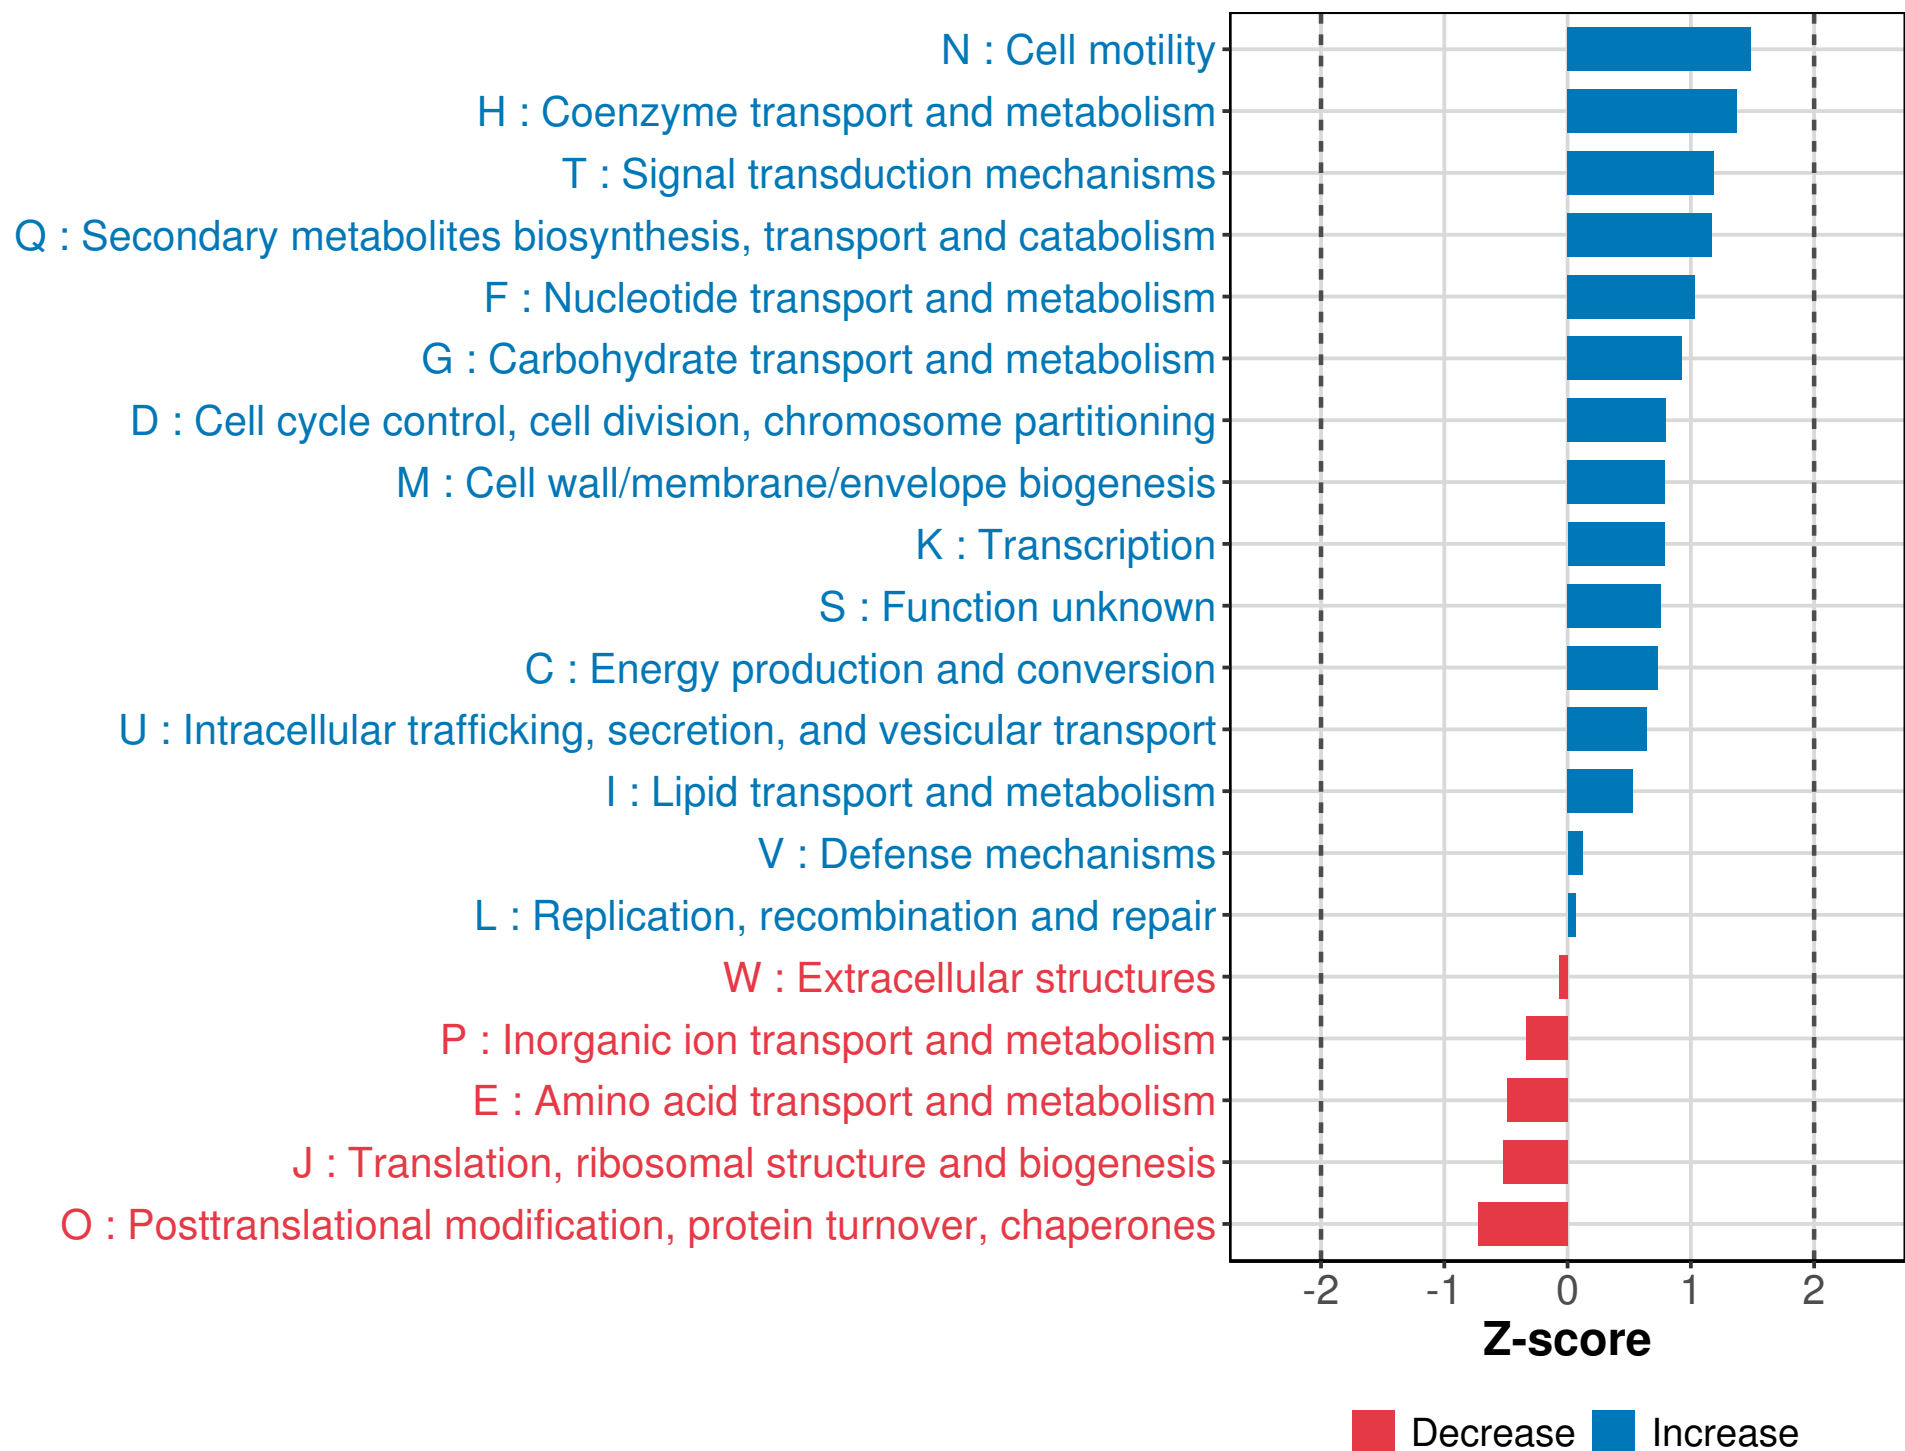 N : Cell motility
H : Coenzyme transport and metabolism
T : Signal transduction mechanisms
Q : Secondary metabolites biosynthesis, transport and catabolism
F : Nucleotide transport and metabolism
G : Carbohydrate transport and metabolism
D : Cell cycle control, cell division, chromosome partitioning
M : Cell wall/membrane/envelope biogenesis
K : Transcription
S : Function unknown
C : Energy production and conversion
U : Intracellular trafficking, secretion, and vesicular transport
I : Lipid transport and metabolism
V : Defense mechanisms
L : Replication, recombination and repair
W : Extracellular structures
P : Inorganic ion transport and metabolism
E : Amino acid transport and metabolism
J : Translation, ribosomal structure and biogenesis
O : Posttranslational modification, protein turnover, chaperones
-2 -1 0 1 2
Z-score
Decrease Increase